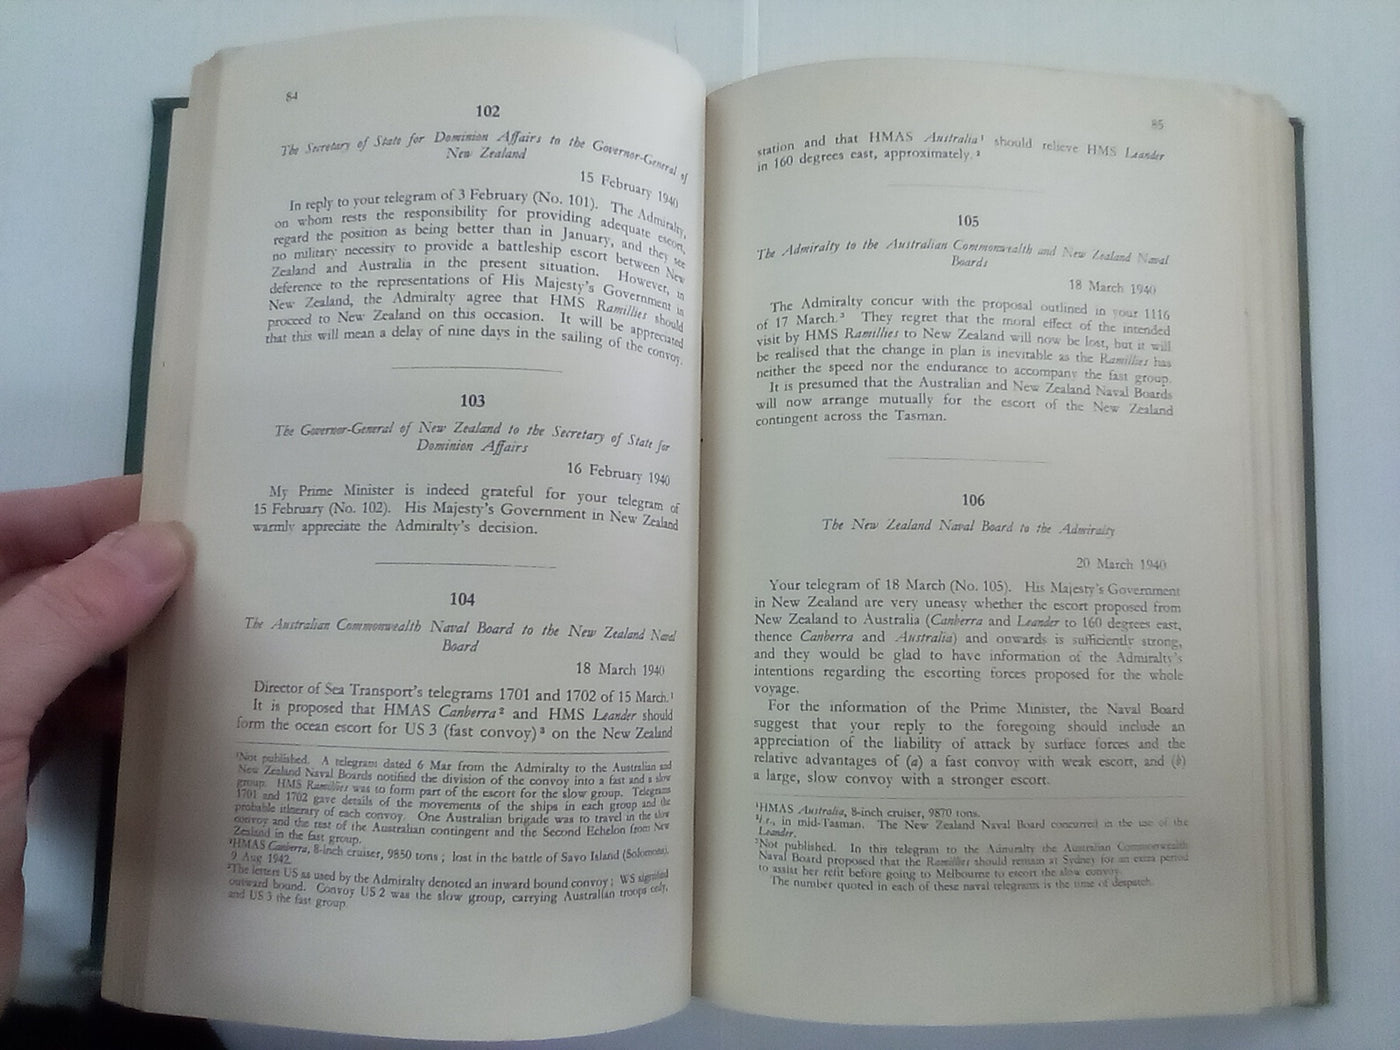 84
102
The Secretary of State for Dominion Affairs to the Governor-General of
New Zealand
15 February 1940
In reply to your telegram of 3 February (No. 101). The Admiralty,
on whom rests the responsibility for providing adequate escort,
regard the position as being better than in January, and they see
no military necessity to provide a battleship escort between New
Zealand and Australia in the present situation. However, in
deference to the representations of His Majesty's Government in
New Zealand, the Admiralty agree that HMS Ramillies should
proceed to New Zealand on this occasion. It will be appreciated
that this will mean a delay of nine days in the sailing of the convoy.
103
The Governor-General of New Zealand to the Secretary of State for
Dominion Affairs
16 February 1940
My Prime Minister is indeed grateful for your telegram of
15 February (No. 102). His Majesty's Government in New Zealand
warmly appreciate the Admiralty's decision.
104
The Australian Commonwealth Naval Board to the New Zealand Naval
Board
18 March 1940
Director of Sea Transport's telegrams 1701 and 1702 of 15 March.¹
It is proposed that HMAS Canberra² and HMS Leander should
form the ocean escort for US 3 (fast convoy)³ on the New Zealand
¹Not published. A telegram dated 6 Mar from the Admiralty to the Australian and
New Zealand Naval Boards notified the division of the convoy into a fast and a slow
group. HMS Ramillies was to form part of the escort for the slow group. Telegrams
1701 and 1702 gave details of the movements of the ships in each group and the
probable itinerary of each convoy. One Australian brigade was to travel in the slow
convoy and the rest of the Australian contingent and the Second Echelon from New
Zealand in the fast group.
²HMAS Canberra, 8-inch cruiser, 9850 tons; lost in the battle of Savo Island (Solomons),
9 Aug 1942.
³The letters US as used by the Admiralty denoted an inward bound convoy; WS signified
outward bound. Convoy US 2 was the slow group, carrying Australian troops only,
and US 3 the fast group.
85
station and that HMAS Australia¹ should relieve HMS Leander
in 160 degrees east, approximately.²
105
The Admiralty to the Australian Commonwealth and New Zealand Naval
Boards
18 March 1940
The Admiralty concur with the proposal outlined in your 1116
of 17 March.³ They regret that the moral effect of the intended
visit by HMS Ramillies to New Zealand will now be lost, but it will
be realised that the change in plan is inevitable as the Ramillies has
neither the speed nor the endurance to accompany the fast group.
It is presumed that the Australian and New Zealand Naval Boards
will now arrange mutually for the escort of the New Zealand
contingent across the Tasman.
106
The New Zealand Naval Board to the Admiralty
20 March 1940
Your telegram of 18 March (No. 105). His Majesty's Government
in New Zealand are very uneasy whether the escort proposed from
New Zealand to Australia (Canberra and Leander to 160 degrees east,
thence Canberra and Australia) and onwards is sufficiently strong,
and they would be glad to have information of the Admiralty's
intentions regarding the escorting forces proposed for the whole
voyage.
For the information of the Prime Minister, the Naval Board
suggest that your reply to the foregoing should include an
appreciation of the liability of attack by surface forces and the
relative advantages of (a) a fast convoy with weak escort, and (b)
a large, slow convoy with a stronger escort.
¹HMAS Australia, 8-inch cruiser, 9870 tons.
²I.e., in mid-Tasman. The New Zealand Naval Board concurred in the use of the
Leander.
³Not published. In this telegram to the Admiralty the Australian Commonwealth
Naval Board proposed that the Ramillies should remain at Sydney for an extra period
to assist her refit before going to Melbourne to escort the slow convoy.
The number quoted in each of these naval telegrams is the time of despatch.